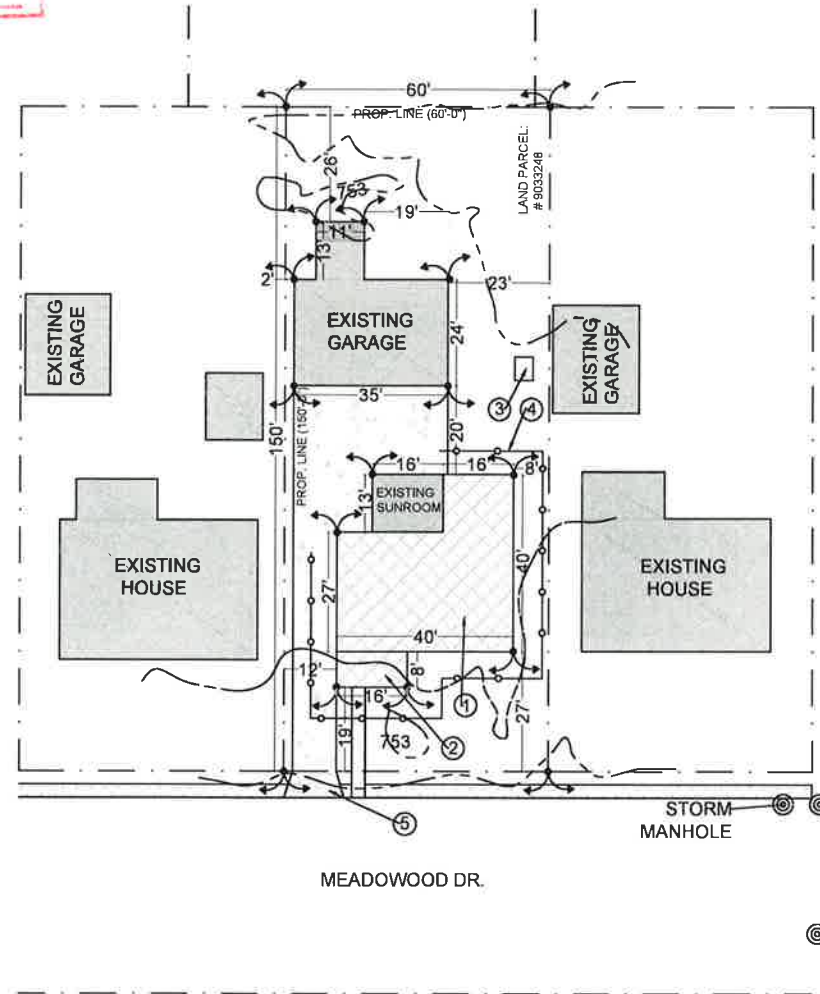 60'
PROP. LINE (60'-0")
26'
LAND PARCEL:
# 9033248
753
19'
11'
13'
2'
23'
EXISTING
GARAGE
EXISTING
GARAGE
EXISTING
GARAGE
24'
35'
3
4
150'
PROP. LINE (150'-0")
20'
16'
16'
8'
EXISTING
SUNROOM
13'
EXISTING
HOUSE
27'
40'
EXISTING
HOUSE
40'
12'
8'
16'
1
27'
19'
753
2
5
STORM
MANHOLE
MEADOWOOD DR.